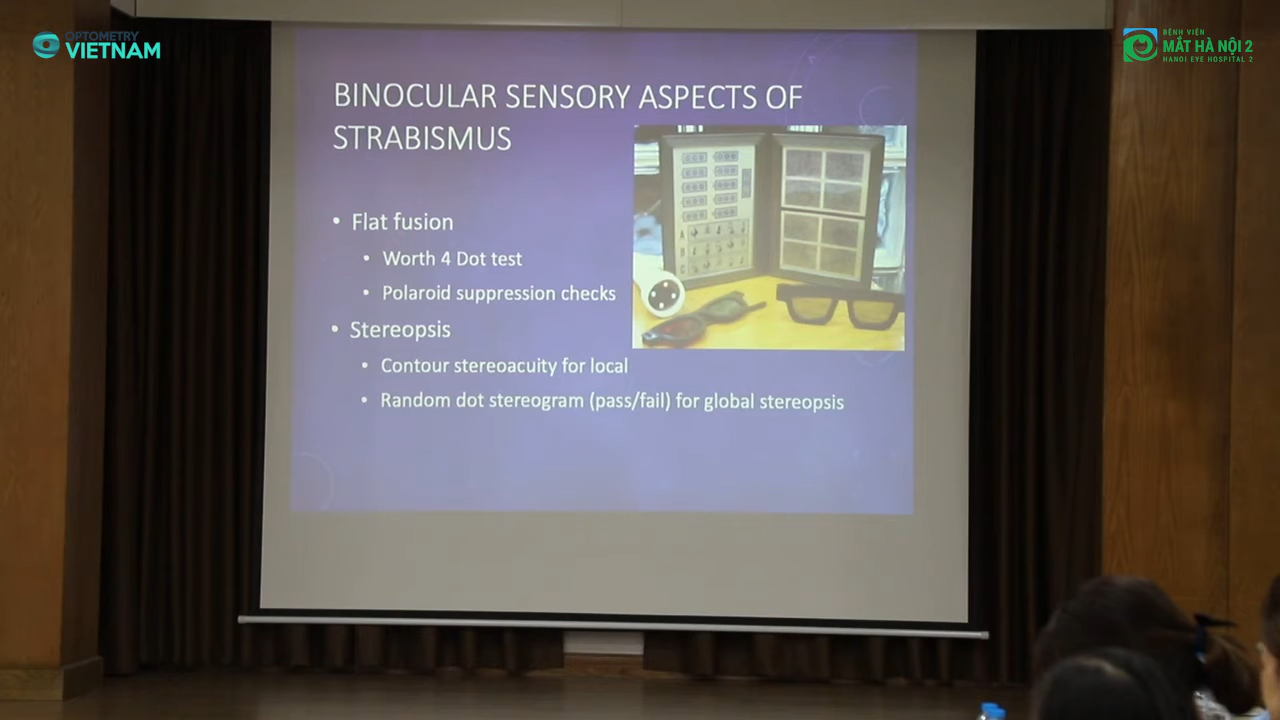 OPTOMETRY
VIETNAM
BỆNH VIỆN
MẮT HÀ NỘI 2
HANOI EYE HOSPITAL 2
BINOCULAR SENSORY ASPECTS OF
STRABISMUS
• Flat fusion
• Worth 4 Dot test
• Polaroid suppression checks
• Stereopsis
• Contour stereoacuity for local
• Random dot stereogram (pass/fail) for global stereopsis
A
B
C